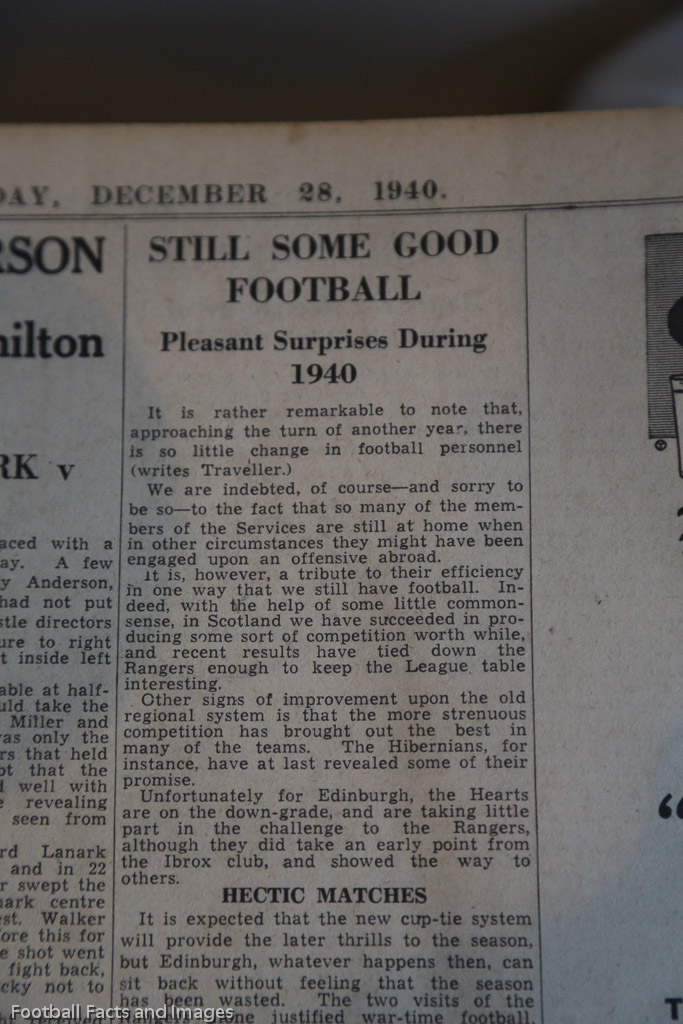 DAY, DECEMBER 28, 1940.
RSON
milton
RK v
aced with a
ay. A few
y Anderson,
had not put
stle directors
ure to right
t inside left
able at half-
uld take the
Miller and
was only the
rs that held
ot that the
d well with
e revealing
seen from
rd Lanark
and in 22
r swept the
nark centre
est. Walker
fore this for
e shot went
fight back,
cky not to
received
STILL SOME GOOD
FOOTBALL
Pleasant Surprises During
1940
It is rather remarkable to note that,
approaching the turn of another year, there
is so little change in football personnel
(writes Traveller.)
We are indebted, of course—and sorry to
be so—to the fact that so many of the mem-
bers of the Services are still at home when
in other circumstances they might have been
engaged upon an offensive abroad.
It is, however, a tribute to their efficiency
in one way that we still have football. In-
deed, with the help of some little common-
sense, in Scotland we have succeeded in pro-
ducing some sort of competition worth while,
and recent results have tied down the
Rangers enough to keep the League table
interesting.
Other signs of improvement upon the old
regional system is that the more strenuous
competition has brought out the best in
many of the teams. The Hibernians, for
instance, have at last revealed some of their
promise.
Unfortunately for Edinburgh, the Hearts
are on the down-grade, and are taking little
part in the challenge to the Rangers,
although they did take an early point from
the Ibrox club, and showed the way to
others.
HECTIC MATCHES
It is expected that the new cup-tie system
will provide the later thrills to the season,
but Edinburgh, whatever happens then, can
sit back without feeling that the season
has been wasted. The two visits of the
Rangers alone justified war-time football.
T
Football Facts and Images